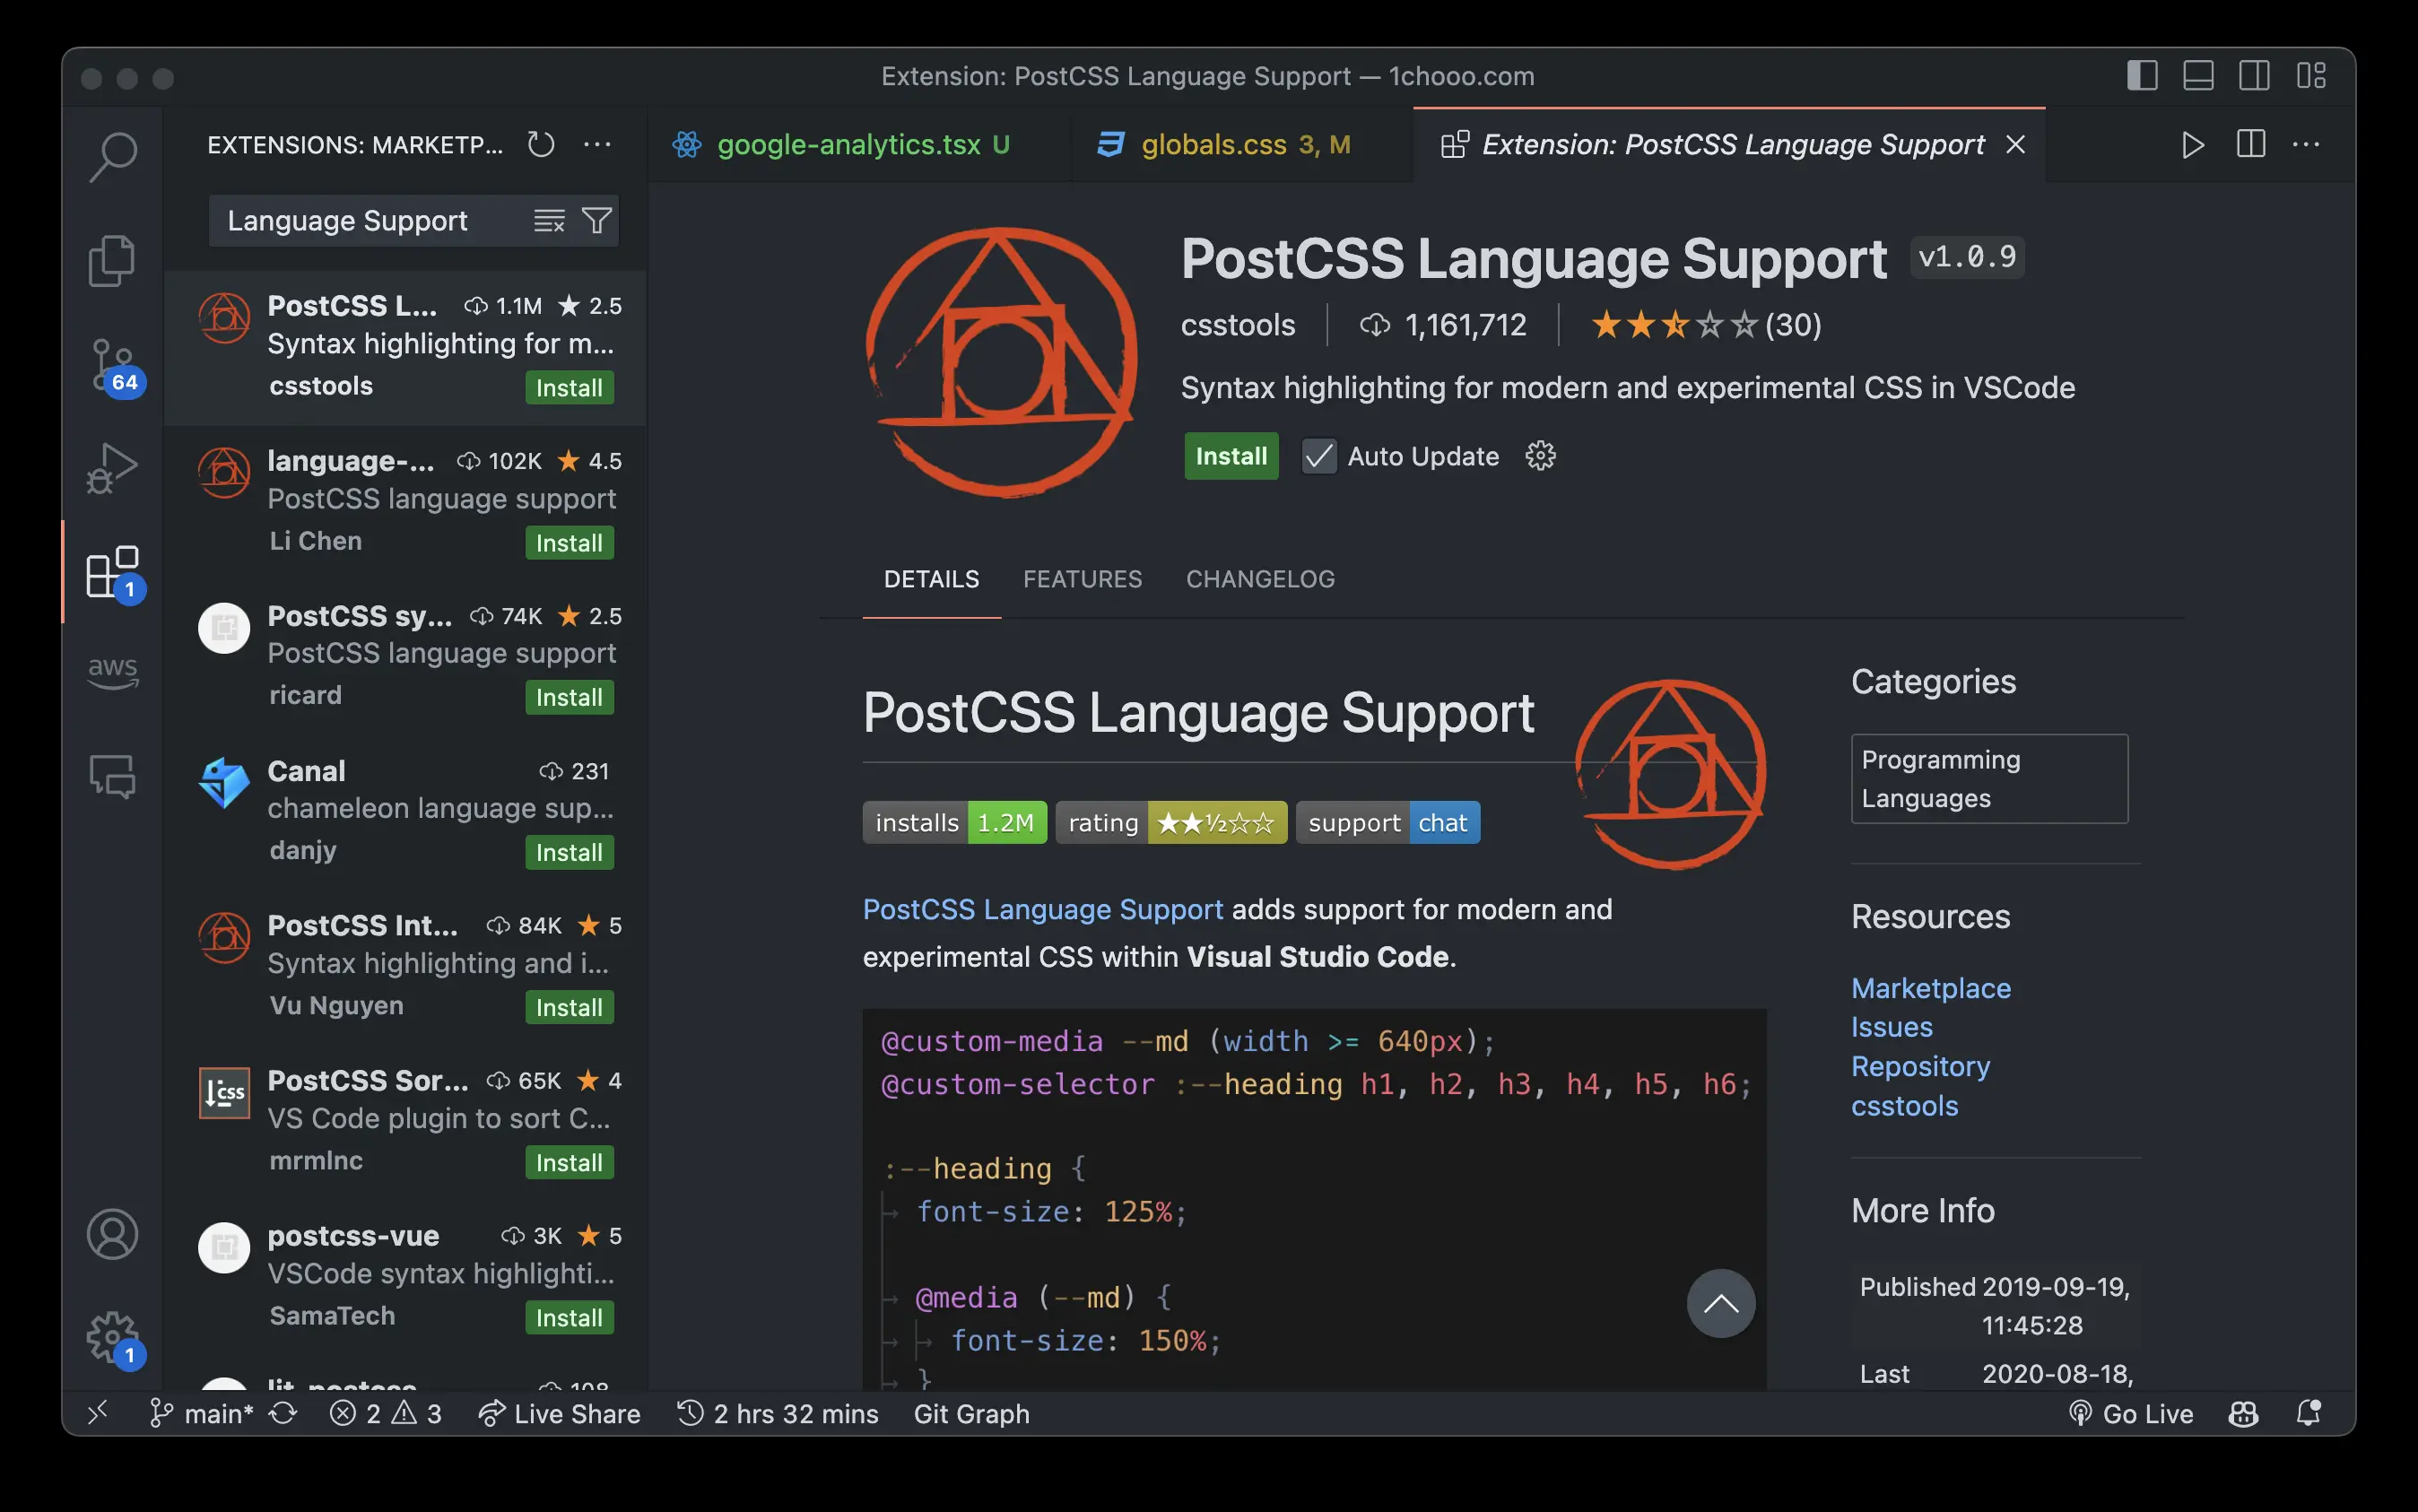 Extension: PostCSS Language Support — 1chooo.com
EXTENSIONS: MARKETP...
google-analytics.tsx U
globals.css 3, M
Extension: PostCSS Language Support
Language Support
PostCSS L... 1.1M ★ 2.5
Syntax highlighting for m...
csstools Install
language-... 102K ★ 4.5
PostCSS language support
Li Chen Install
PostCSS sy... 74K ★ 2.5
PostCSS language support
ricard Install
Canal 231
chameleon language sup...
danjy Install
PostCSS Int... 84K ★ 5
Syntax highlighting and i...
Vu Nguyen Install
css
PostCSS Sor... 65K ★ 4
VS Code plugin to sort C...
mrmlnc Install
postcss-vue 3K ★ 5
VSCode syntax highlighti...
SamaTech Install
lit-postcss 108
64
1
aws
1
PostCSS Language Support v1.0.9
csstools 1,161,712 (30)
Syntax highlighting for modern and experimental CSS in VSCode
Install Auto Update
DETAILS FEATURES CHANGELOG
PostCSS Language Support
installs 1.2M rating ★★½☆☆ support chat
PostCSS Language Support adds support for modern and
experimental CSS within Visual Studio Code.
@custom-media --md (width >= 640px);
@custom-selector :--heading h1, h2, h3, h4, h5, h6;
:--heading {
font-size: 125%;
@media (--md) {
font-size: 150%;
}
Categories
Programming
Languages
Resources
Marketplace
Issues
Repository
csstools
More Info
Published 2019-09-19,
11:45:28
Last 2020-08-18,
main* 2 3 Live Share 2 hrs 32 mins Git Graph Go Live